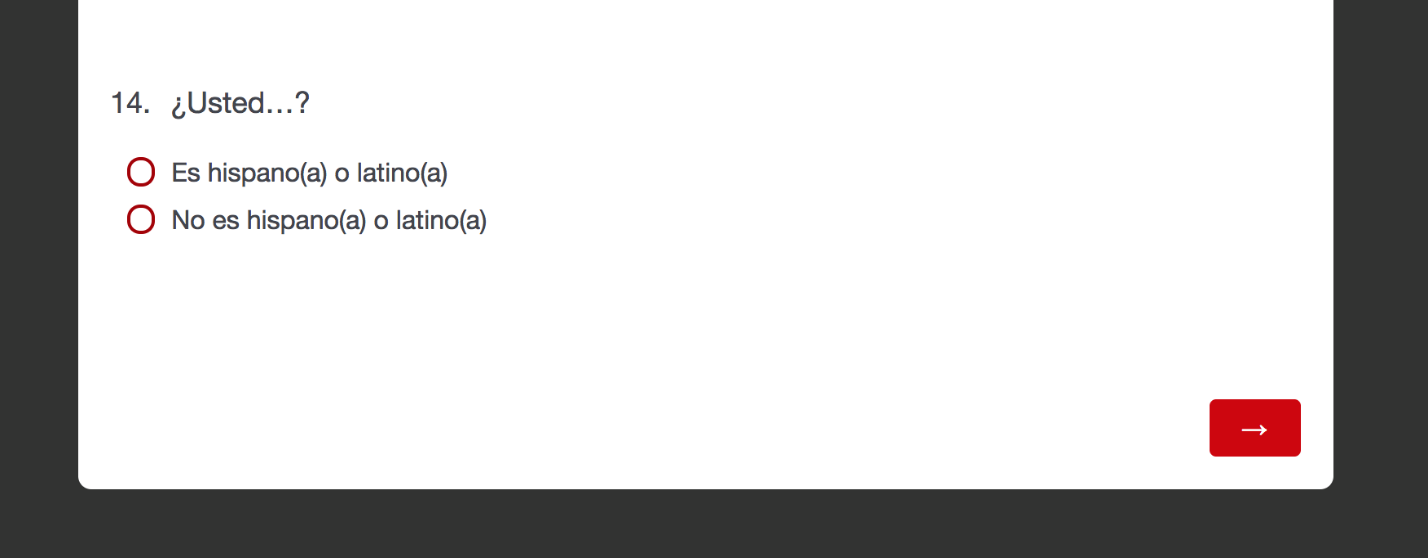 14. ¿Usted...?
Es hispano(a) o latino(a)
No es hispano(a) o latino(a)
→